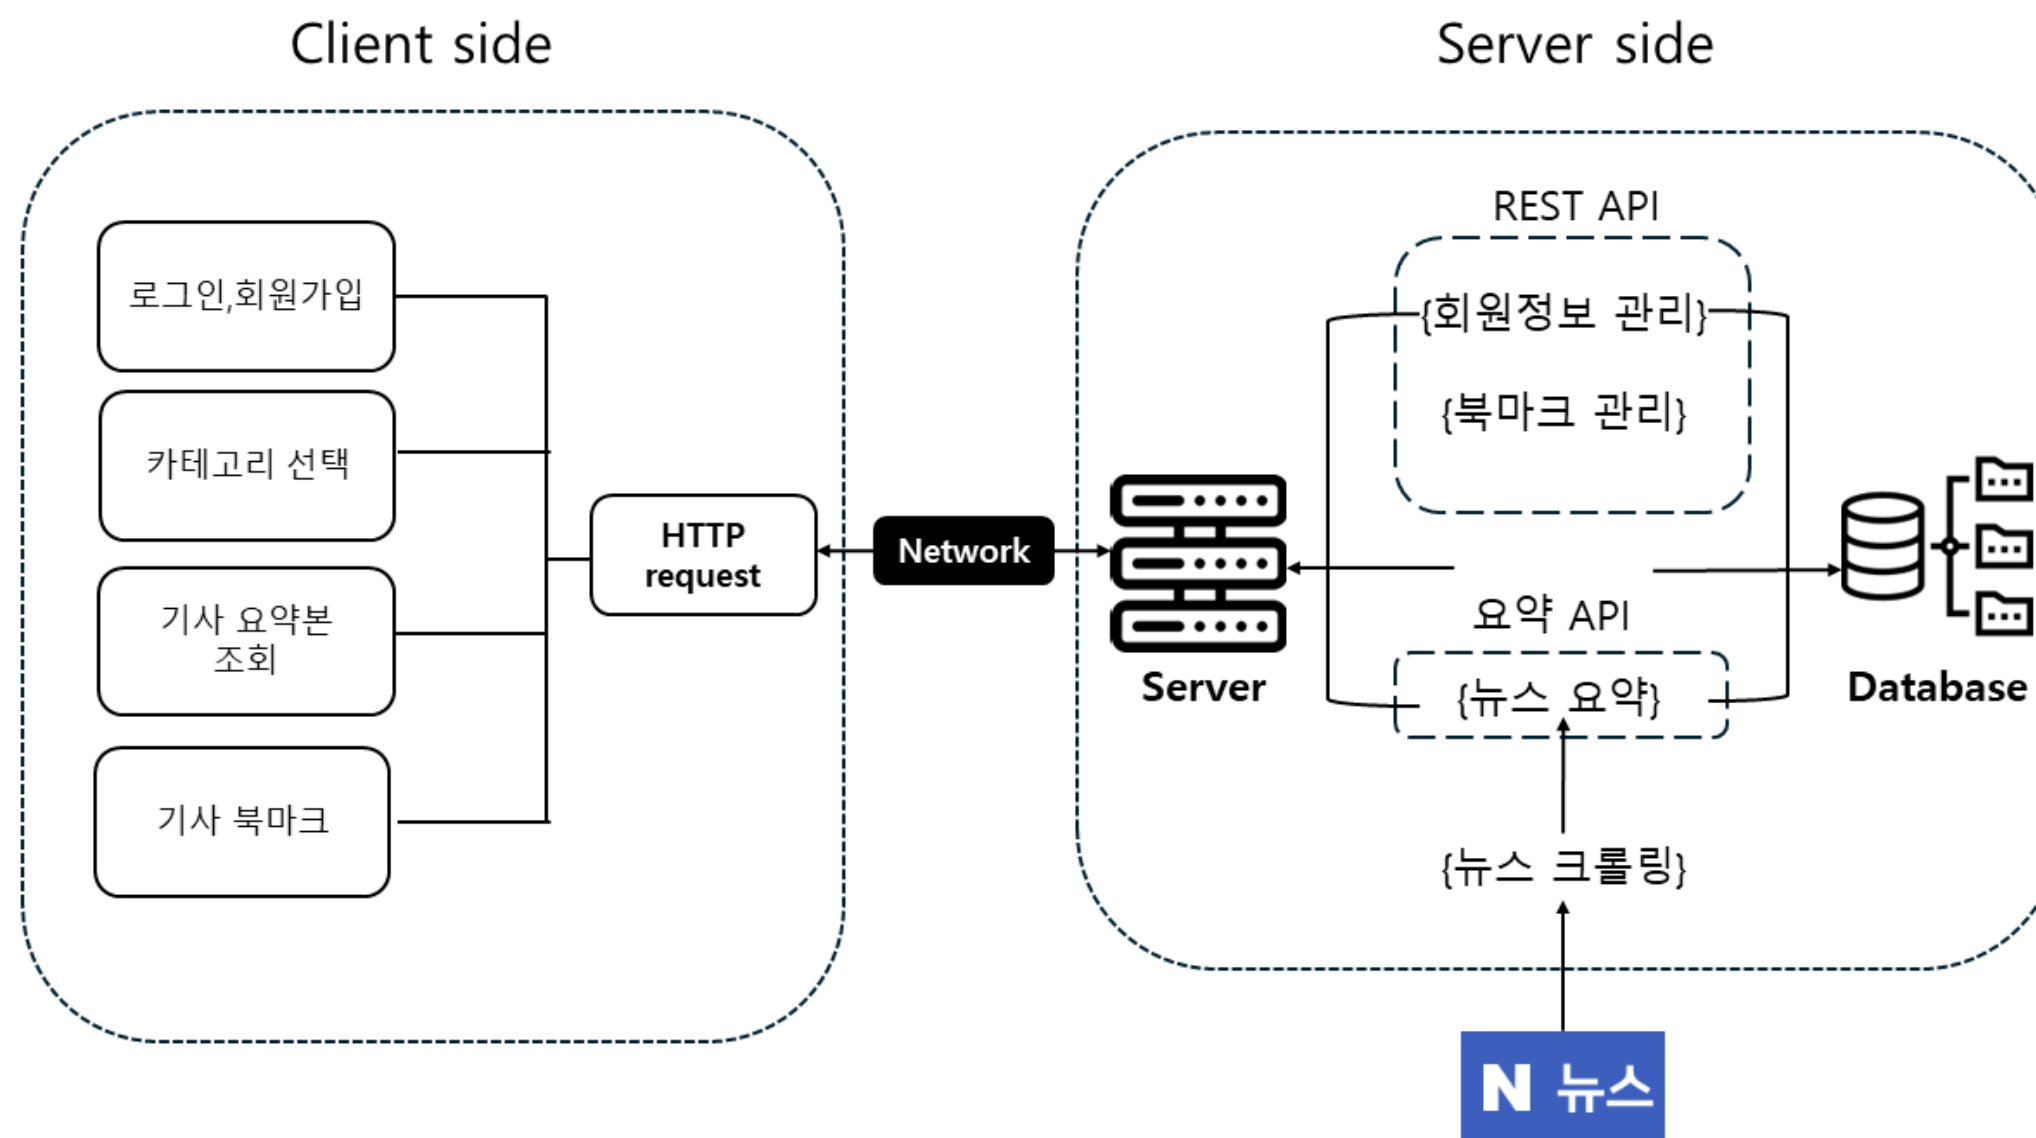 Client side
Server side
로그인,회원가입
카테고리 선택
기사 요약본
조회
기사 북마크
HTTP
request
Network
Server
REST API
{회원정보 관리}
{북마크 관리}
요약 API
{뉴스 요약}
{뉴스 크롤링}
Database
N 뉴스